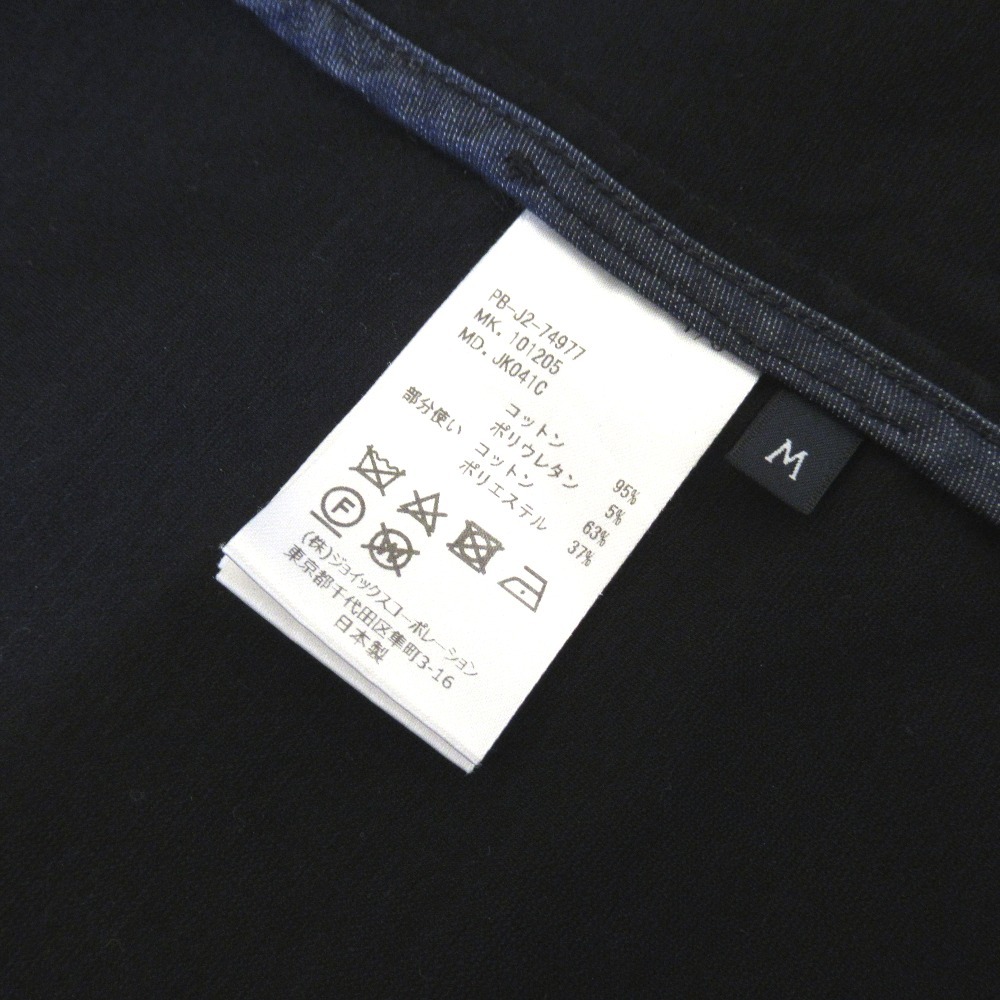 PB-J2-74977
MK. 101205
MD. JK041C
コットン 95%
ポリウレタン 5%
部分使い コットン 63%
ポリエステル 37%
F
W
(株)ジョイックスコーポレーション
東京都千代田区隼町3-16
日本製
M